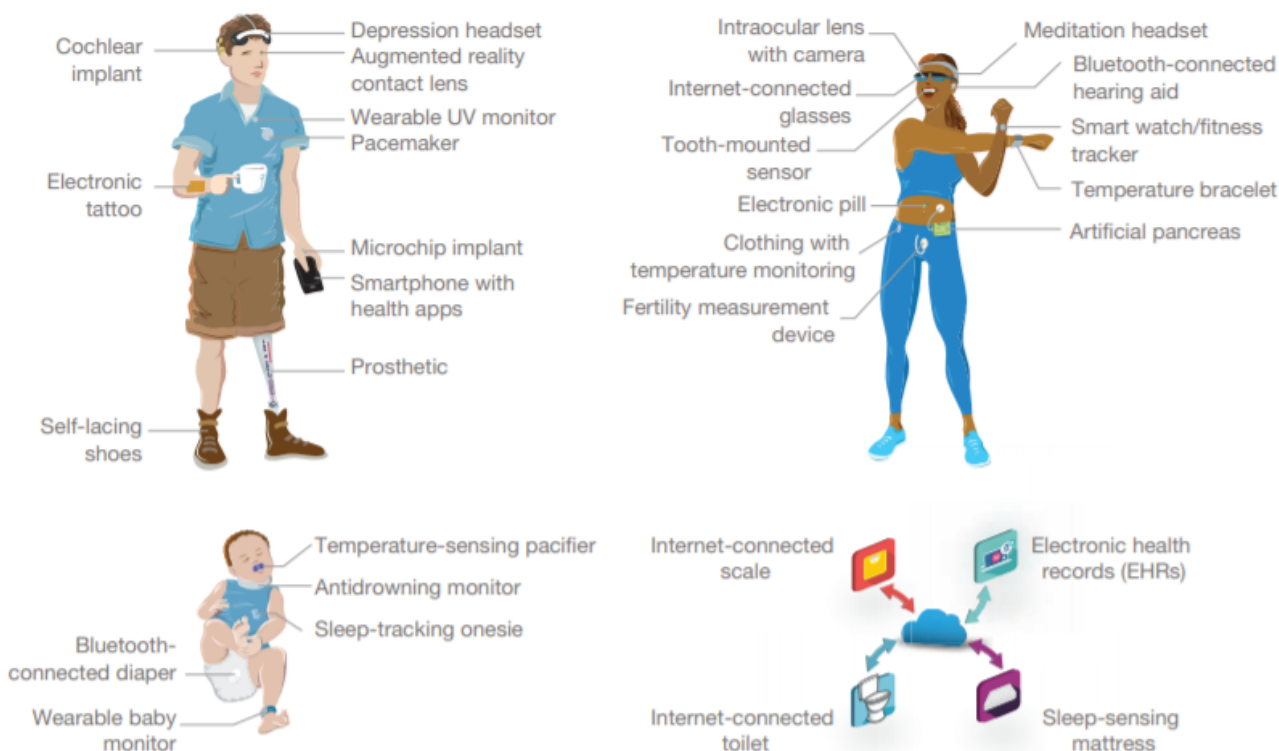 Cochlear
implant
Depression headset
Augmented reality
contact lens
Wearable UV monitor
Pacemaker
Electronic
tattoo
Microchip implant
Smartphone with
health apps
Prosthetic
Self-lacing
shoes
Intraocular lens
with camera
Internet-connected
glasses
Tooth-mounted
sensor
Electronic pill
Clothing with
temperature monitoring
Fertility measurement
device
Meditation headset
Bluetooth-connected
hearing aid
Smart watch/fitness
tracker
Temperature bracelet
Artificial pancreas
Temperature-sensing pacifier
Antidrowning monitor
Sleep-tracking onesie
Bluetooth-
connected diaper
Wearable baby
monitor
Internet-connected
scale
Electronic health
records (EHRs)
Internet-connected
toilet
Sleep-sensing
mattress